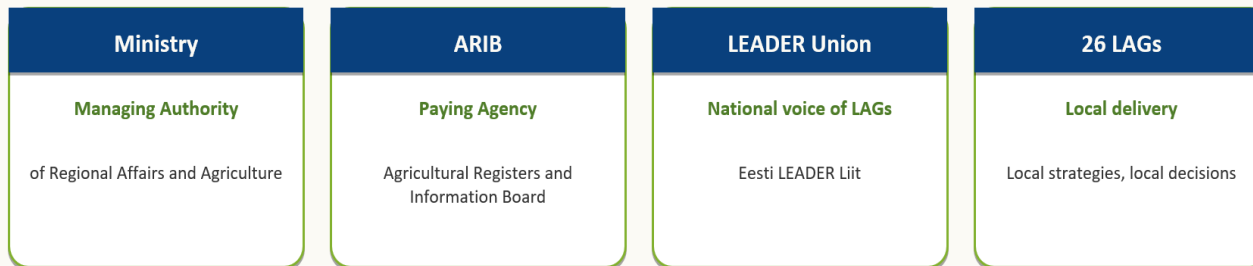 Ministry
Managing Authority
of Regional Affairs and Agriculture
ARIB
Paying Agency
Agricultural Registers and
Information Board
LEADER Union
National voice of LAGs
Eesti LEADER Liit
26 LAGs
Local delivery
Local strategies, local decisions